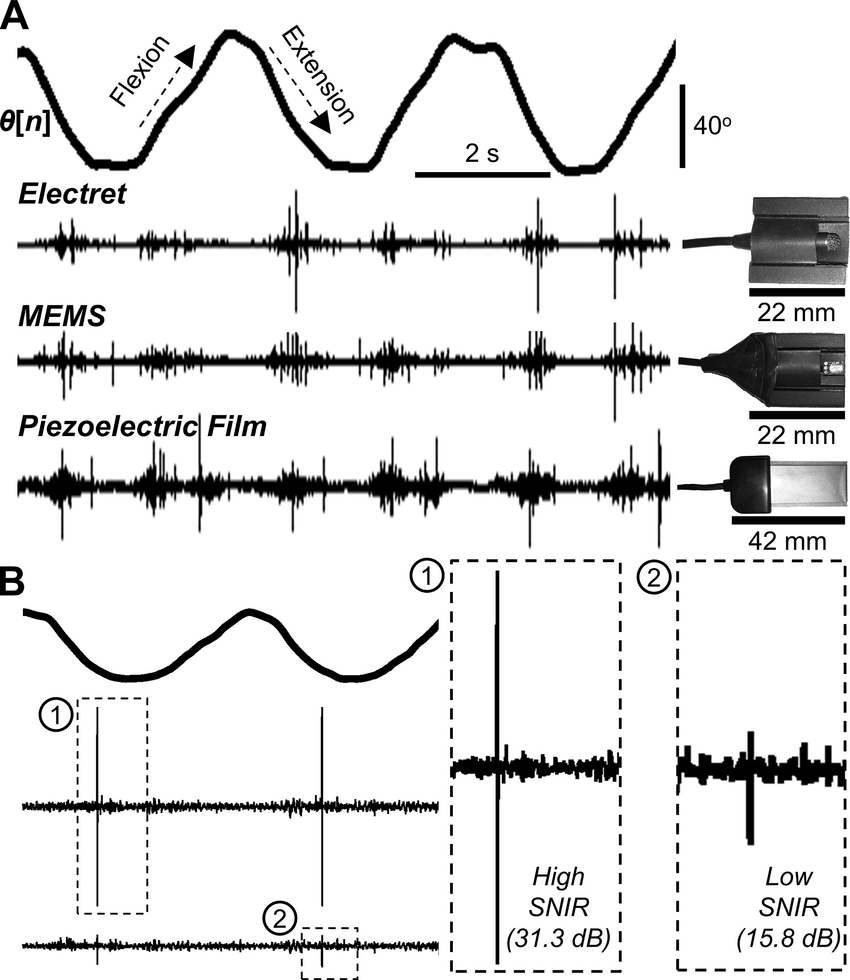 A
Flexion
Extension
θ[n]
40º
2 s
Electret
22 mm
MEMS
22 mm
Piezoelectric Film
42 mm
B
1
2
1
High
SNIR
(31.3 dB)
2
Low
SNIR
(15.8 dB)